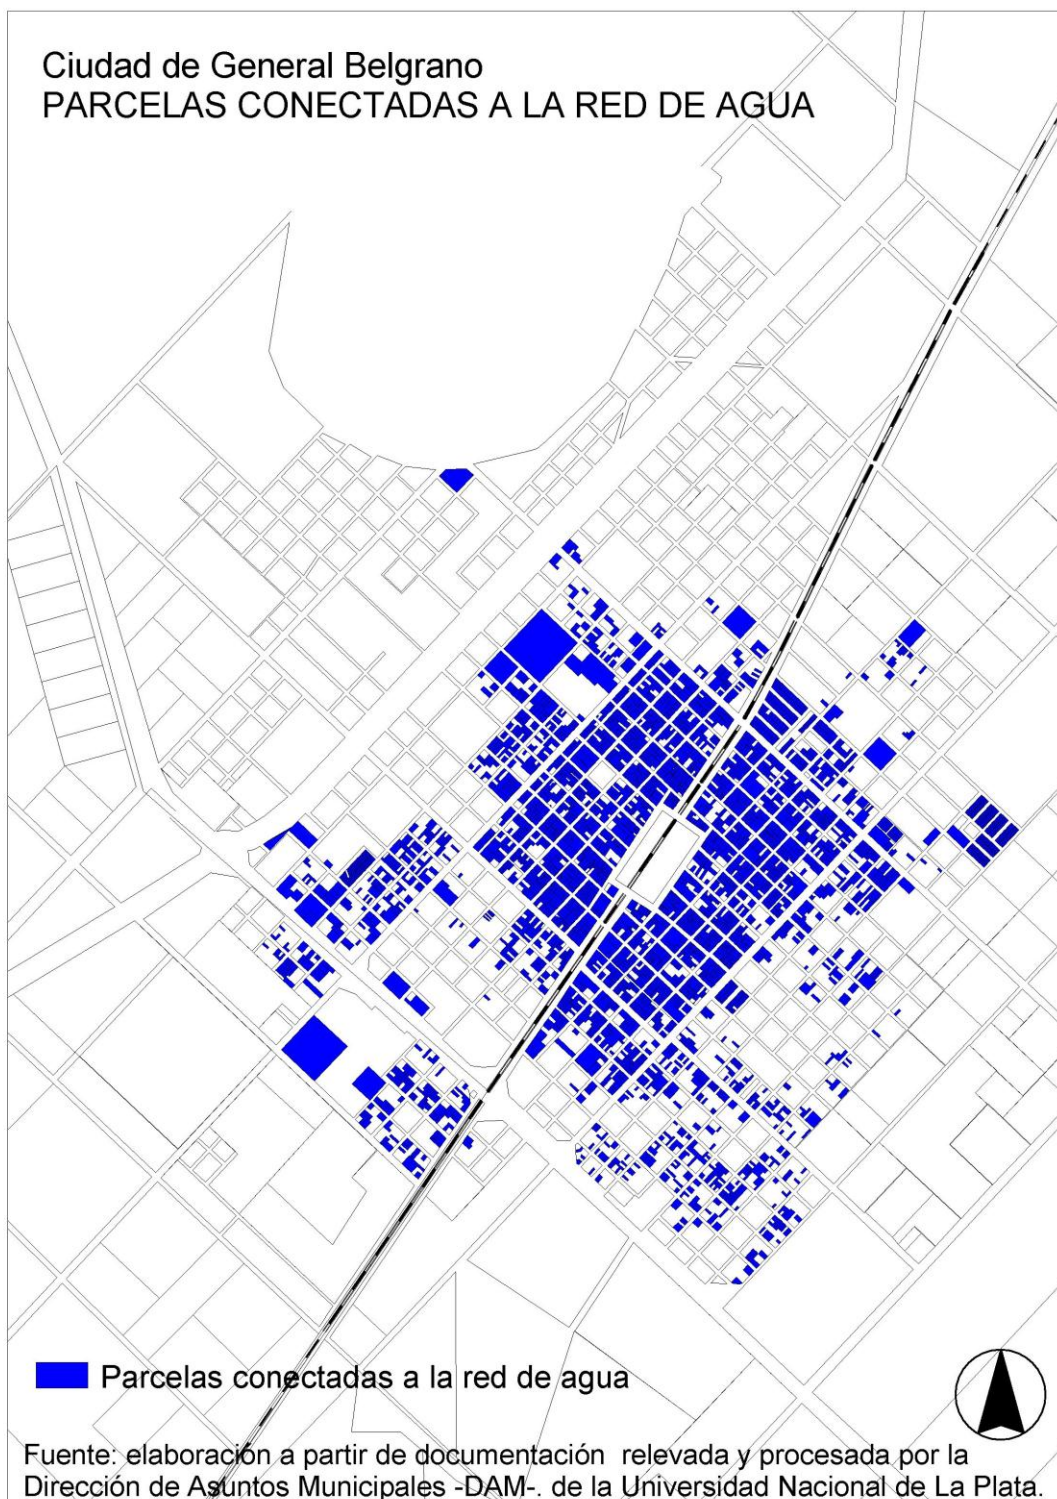 Ciudad de General Belgrano
PARCELAS CONECTADAS A LA RED DE AGUA
Parcelas conectadas a la red de agua
Fuente: elaboración a partir de documentación relevada y procesada por la
Dirección de Asuntos Municipales -DAM-. de la Universidad Nacional de La Plata.